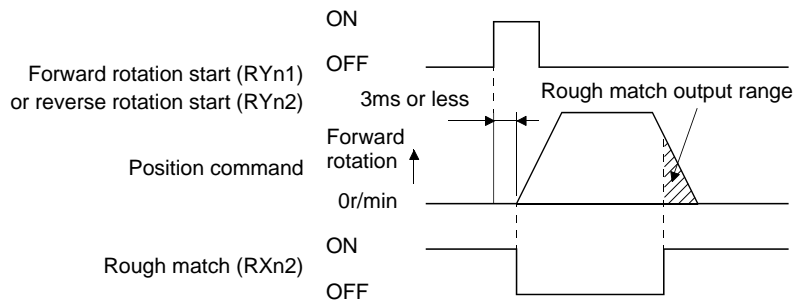 ON
OFF
Forward rotation start (RYn1)
or reverse rotation start (RYn2)
3ms or less
Rough match output range
Forward
rotation
Position command
0r/min
ON
Rough match (RXn2)
OFF